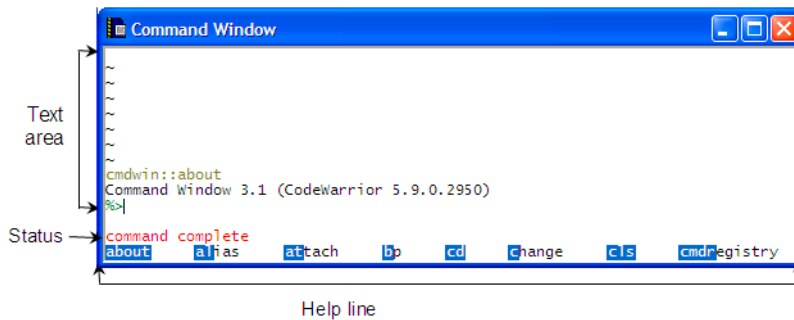 Command Window
~
~
~
~
~
~
~
Text
area
cmdwin::about
Command Window 3.1 (CodeWarrior 5.9.0.2950)
%>
Status
command complete
about alias attach bp cd change cls cmdregistry
Help line